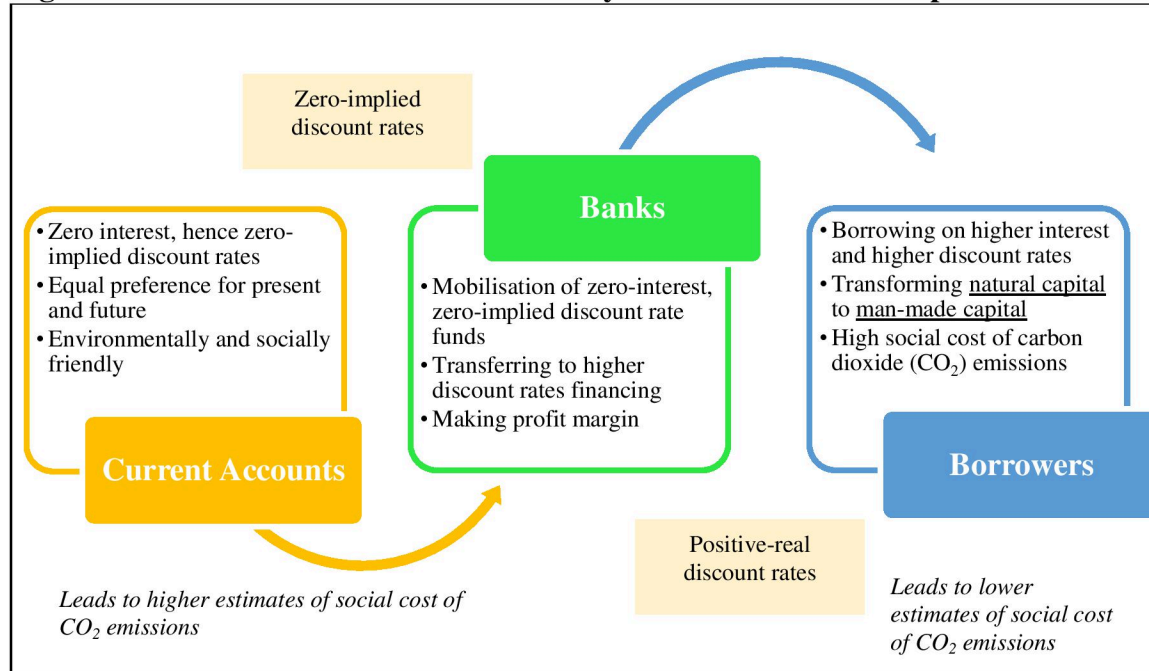 Zero-implied
discount rates
Banks
• Zero interest, hence zero-
implied discount rates
• Equal preference for present
and future
• Environmentally and socially
friendly
Current Accounts
• Mobilisation of zero-interest,
zero-implied discount rate
funds
• Transferring to higher
discount rates financing
• Making profit margin
• Borrowing on higher interest
and higher discount rates
• Transforming natural capital
to man-made capital
• High social cost of carbon
dioxide (CO₂) emissions
Borrowers
Positive-real
discount rates
Leads to higher estimates of social cost of
CO₂ emissions
Leads to lower
estimates of social cost
of CO₂ emissions